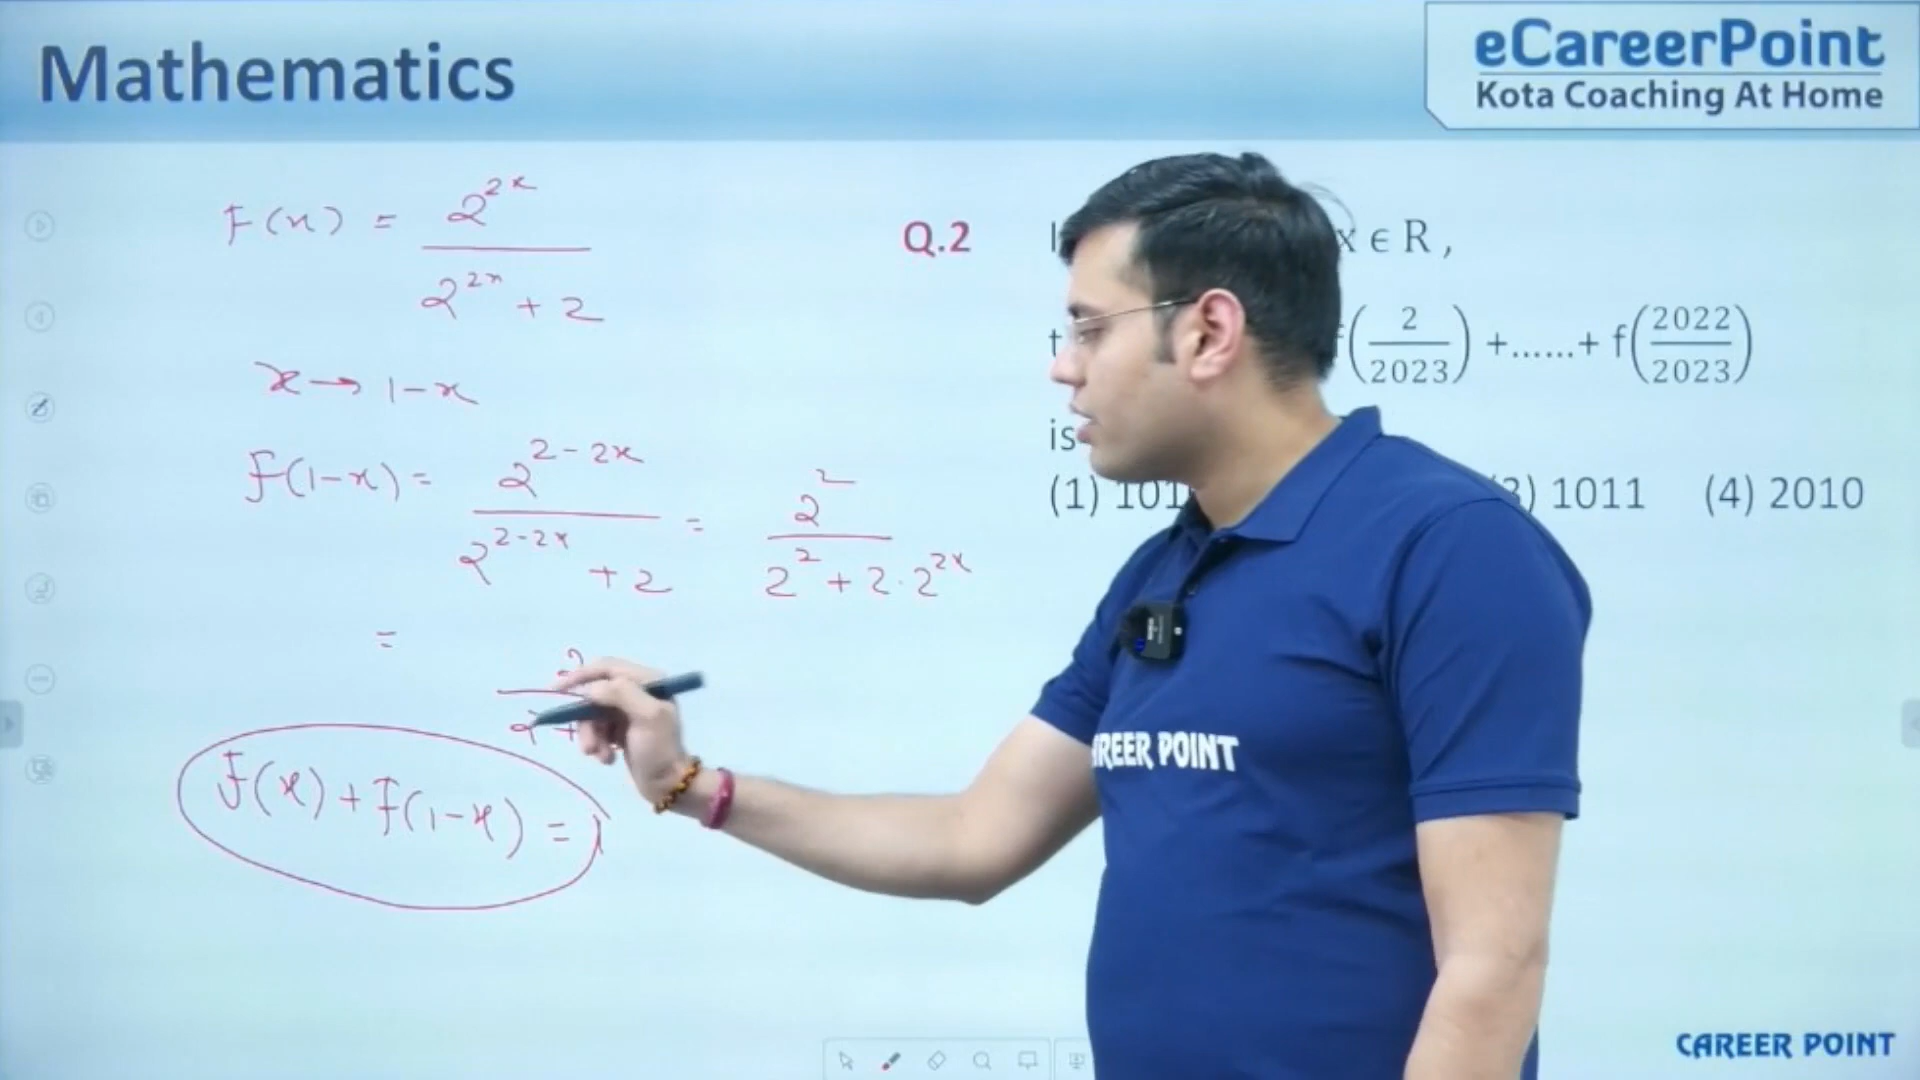 Mathematics
eCareerPoint
Kota Coaching At Home
F(x) = 2^{2x} / 2^{2x} + 2
x → 1-x
F(1-x) = 2^{2-2x} / 2^{2-2x} + 2 = 2^2 / 2^2 + 2.2^{2x}
=
F(x) + F(1-x) = 1
Q.2
x ∈ R ,
f(2/2023) +......+ f(2022/2023)
is
(1) (3) 1011 (4) 2010
REER POINT
CAREER POINT